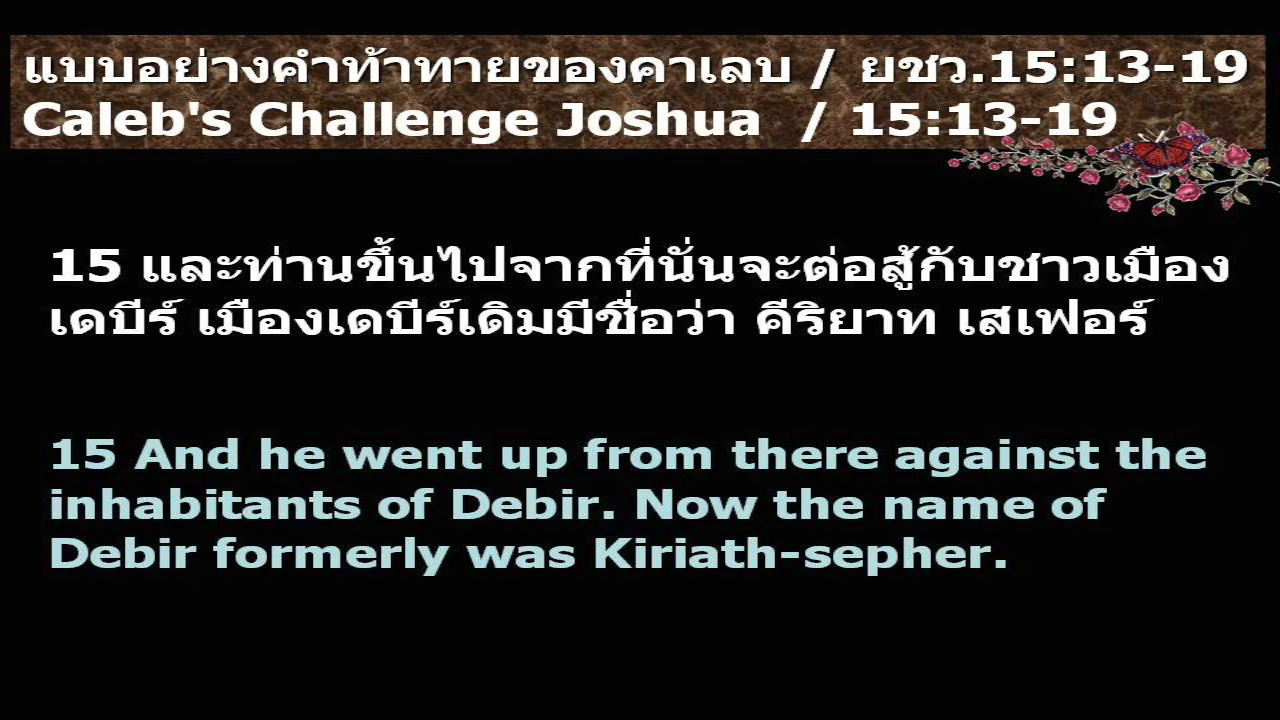 แบบอย่างคำท้าทายของคาเลบ / ยชว.15:13-19
Caleb's Challenge Joshua / 15:13-19
15 และท่านขึ้นไปจากที่นั่นจะต่อสู้กับชาวเมือง
เดบีร์ เมืองเดบีร์เดิมมีชื่อว่า คีริยาท เสเฟอร์
15 And he went up from there against the
inhabitants of Debir. Now the name of
Debir formerly was Kiriath-sepher.